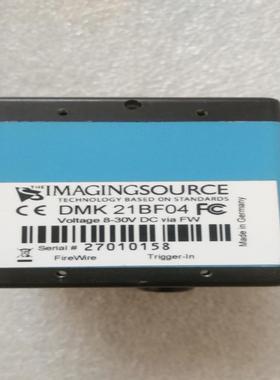 THE IMAGINGSOURCE
TECHNOLOGY BASED ON STANDARDS
CE DMK 21BF04 FC
Voltage 8-30V DC via FW
Serial # 27010158
FireWire Trigger-In
Made in Germany